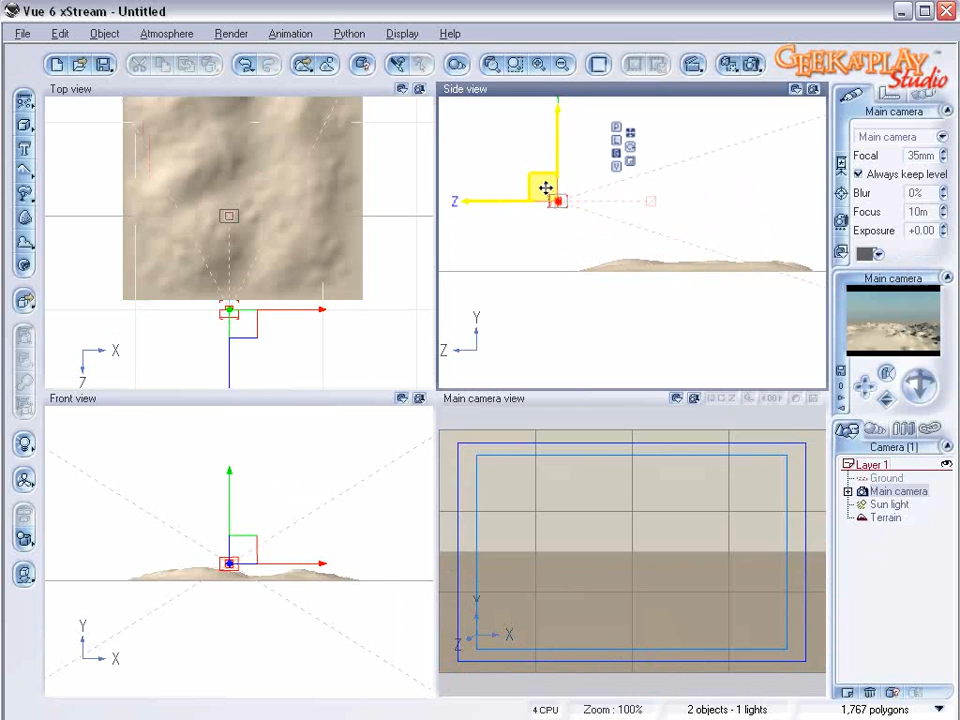 Vue 6 xStream - Untitled
File Edit Object Atmosphere Render Animation Python Display Help
GEEKATPLAY
Studio
Top view
Side view
Main camera
Main camera
Focal 35mm
Always keep level
Blur 0%
Focus 10m
Exposure +0.00
Z
Main camera
X
Z
Y
Z
Front view
Main camera view
Camera (1)
Layer 1
Ground
Main camera
Sun light
Terrain
Y
X
Y
X
Z
4 CPU Zoom : 100% 2 objects - 1 lights 1,767 polygons